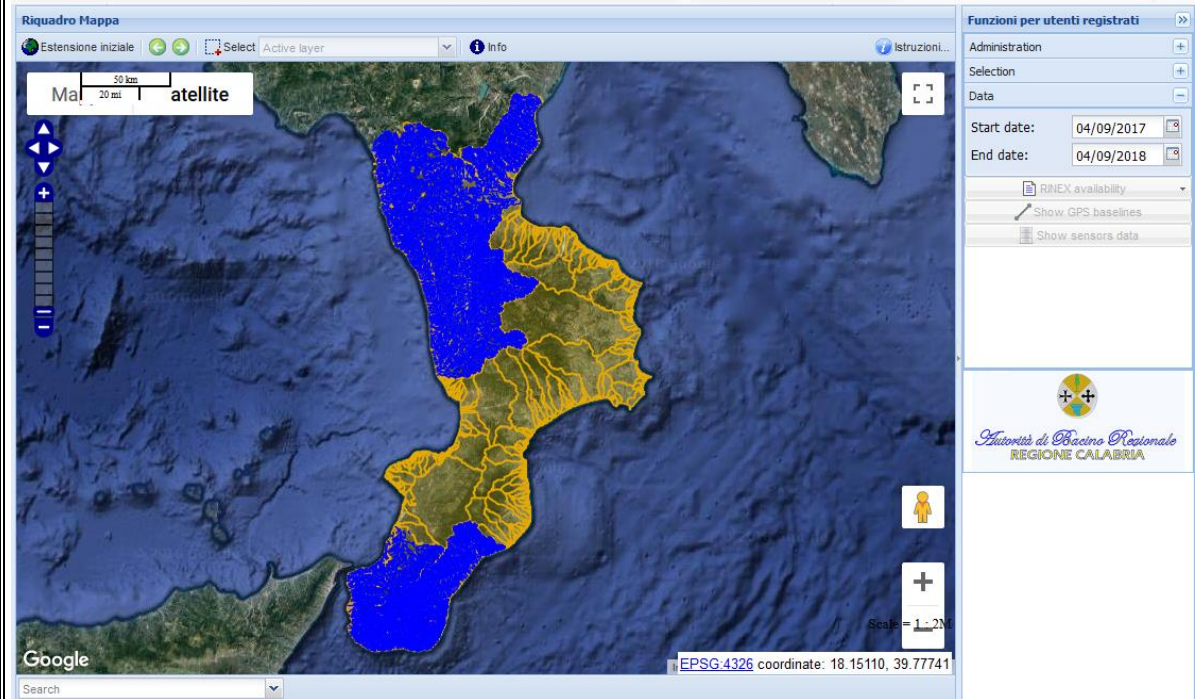 Riquadro Mappa
Estensione iniziale Select Active layer Info Istruzioni...
50 km
20 mi
Ma atellite
Google
Scale = 1 : 2M
EPSG:4326 coordinate: 18.15110, 39.77741
Search
Funzioni per utenti registrati
Administration
Selection
Data
Start date: 04/09/2017
End date: 04/09/2018
RINEX availability
Show GPS baselines
Show sensors data
Autorità di Bacino Regionale
REGIONE CALABRIA